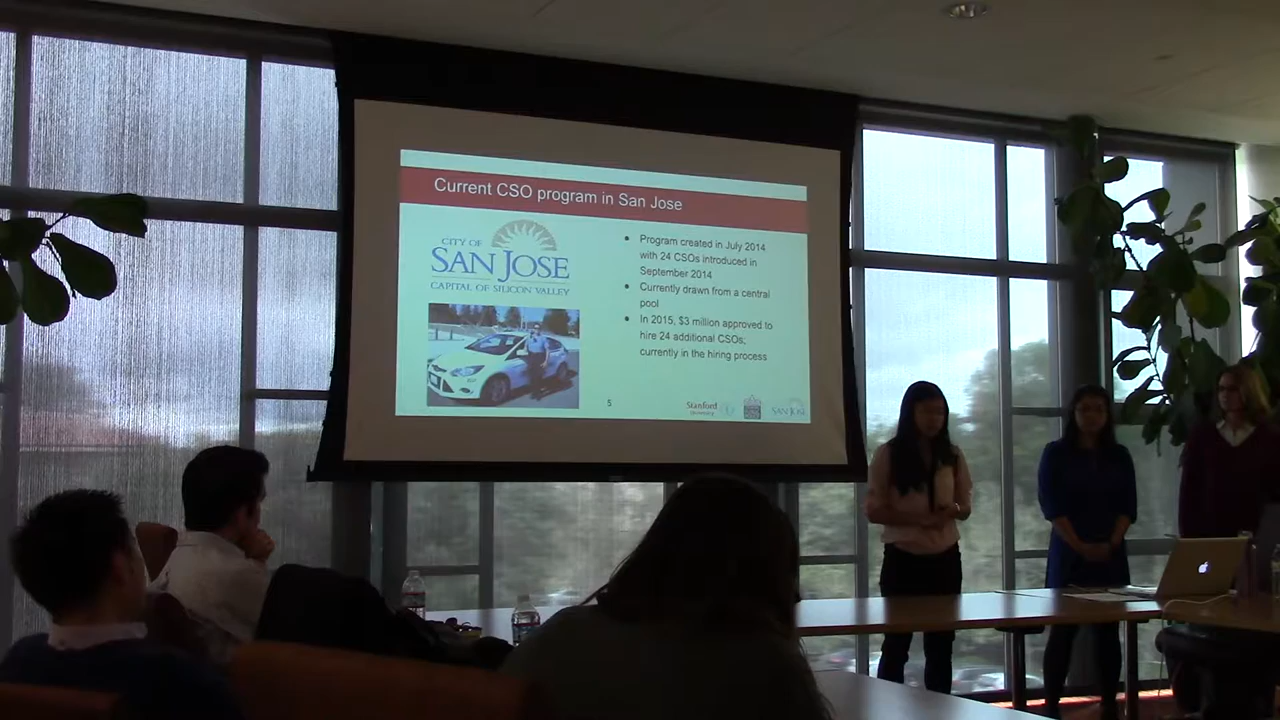 Current CSO program in San Jose
CITY OF
SAN JOSE
CAPITAL OF SILICON VALLEY
● Program created in July 2014
with 24 CSOs introduced in
September 2014
● Currently drawn from a central
pool
● In 2015, $3 million approved to
hire 24 additional CSOs;
currently in the hiring process
5
Stanford
University
SAN JOSE